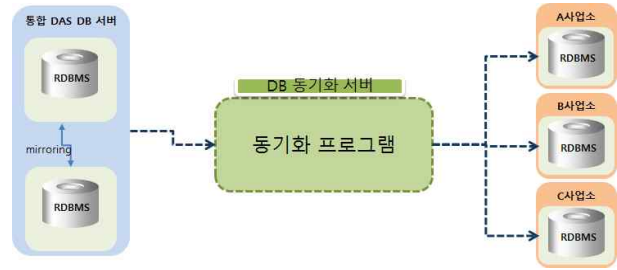 통합 DAS DB 서버
RDBMS
mirroring
RDBMS
DB 동기화 서버
동기화 프로그램
A사업소
RDBMS
B사업소
RDBMS
C사업소
RDBMS